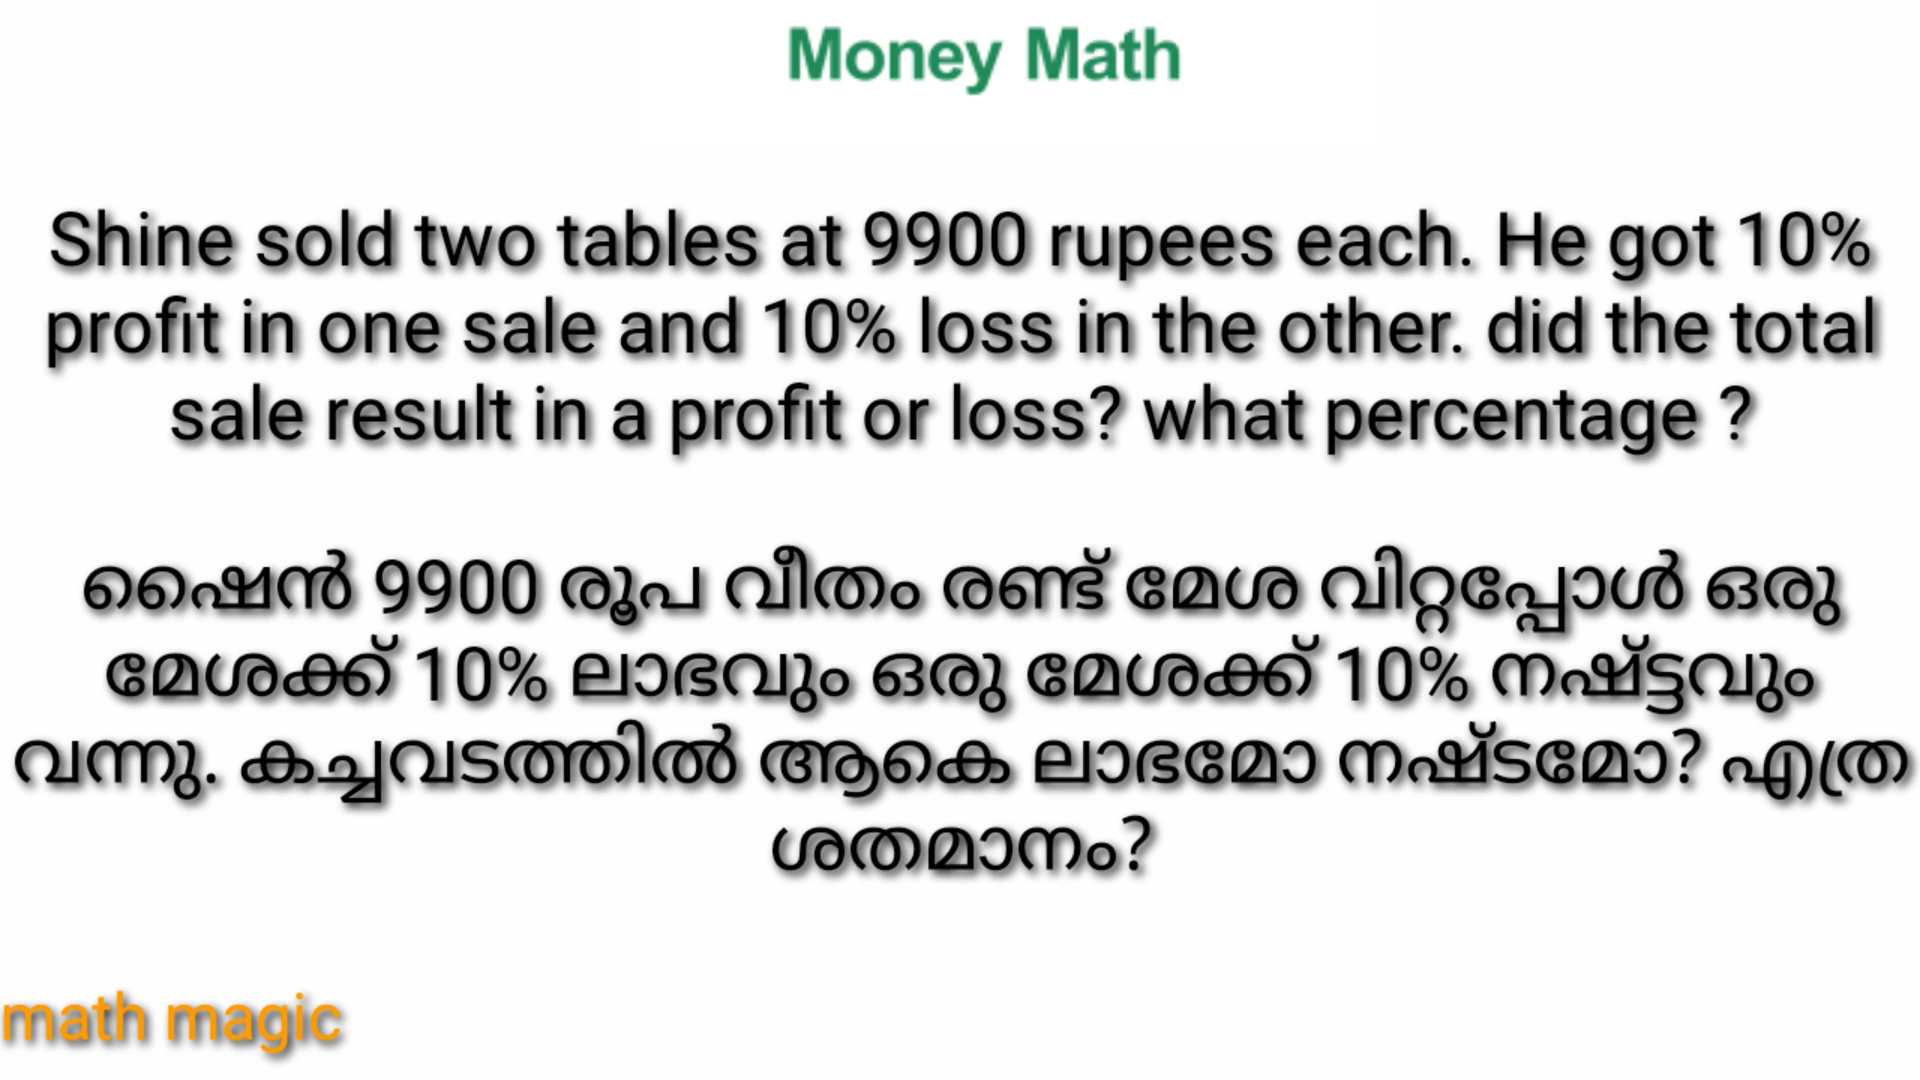 Money Math
Shine sold two tables at 9900 rupees each. He got 10%
profit in one sale and 10% loss in the other. did the total
sale result in a profit or loss? what percentage ?
ഷൈൻ 9900 രൂപ വീതം രണ്ട് മേശ വിറ്റപ്പോൾ ഒരു
മേശക്ക് 10% ലാഭവും ഒരു മേശക്ക് 10% നഷ്ട്ടവും
വന്നു. കച്ചവടത്തിൽ ആകെ ലാഭമോ നഷ്ടമോ? എത്ര
ശതമാനം?
math magic